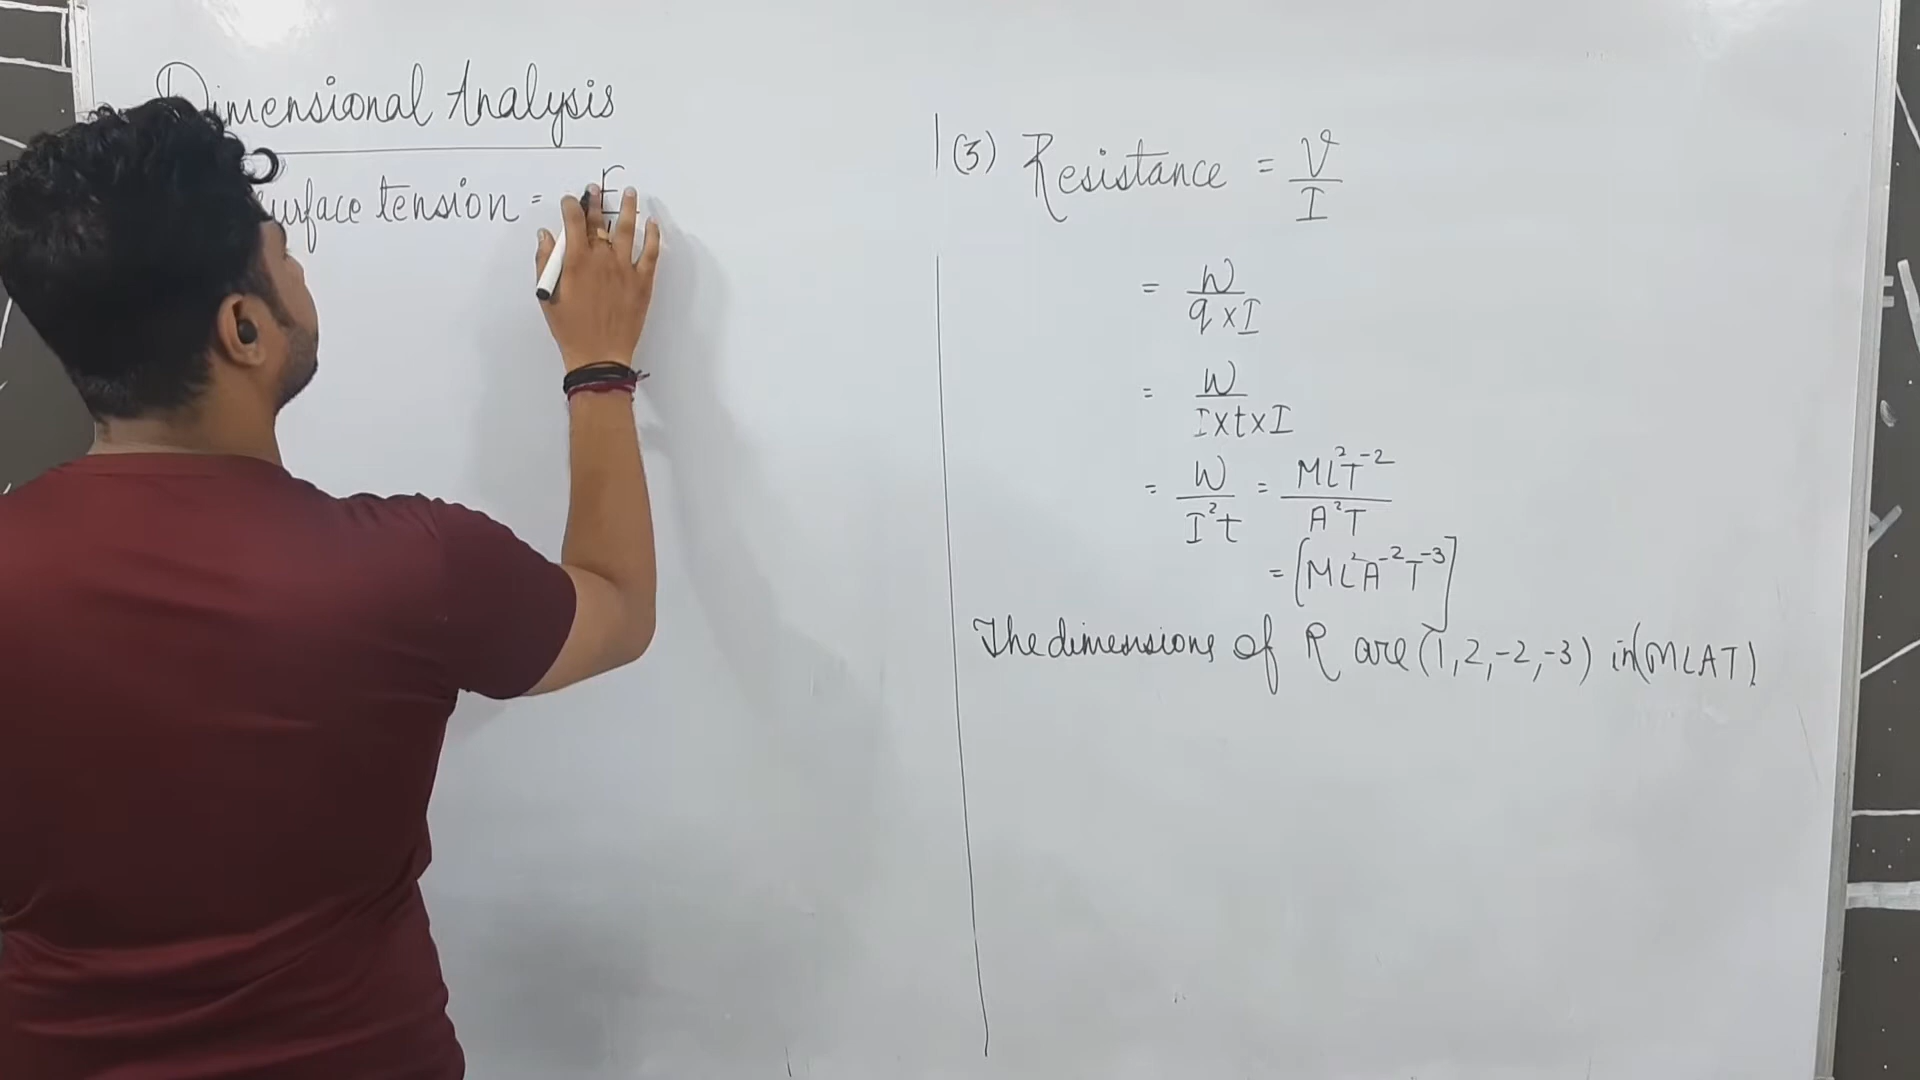 Dimensional Analysis
Surface tension = F
(3) Resistance = V/I
= W/q×I
= W/I×t×I
= W/I²t = ML²T⁻²/A²T
= [ML²A⁻²T⁻³]
The dimensions of R are (1,2,-2,-3) in (MLAT).